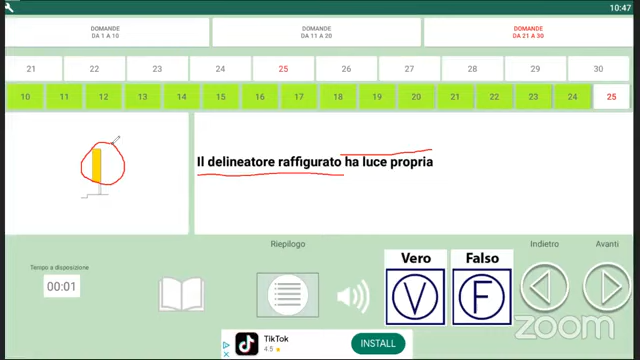 10:47
DOMANDE
DA 1 A 10
DOMANDE
DA 11 A 20
DOMANDE
DA 21 A 30
21 22 23 24 25 26 27 28 29 30
10 11 12 13 14 15 16 17 18 19 20 21 22 23 24 25
Il delineatore raffigurato ha luce propria
Riepilogo
Tempo a disposizione
00:01
Vero
V
Falso
F
Indietro
Avanti
TikTok
4.5
INSTALL
zoom